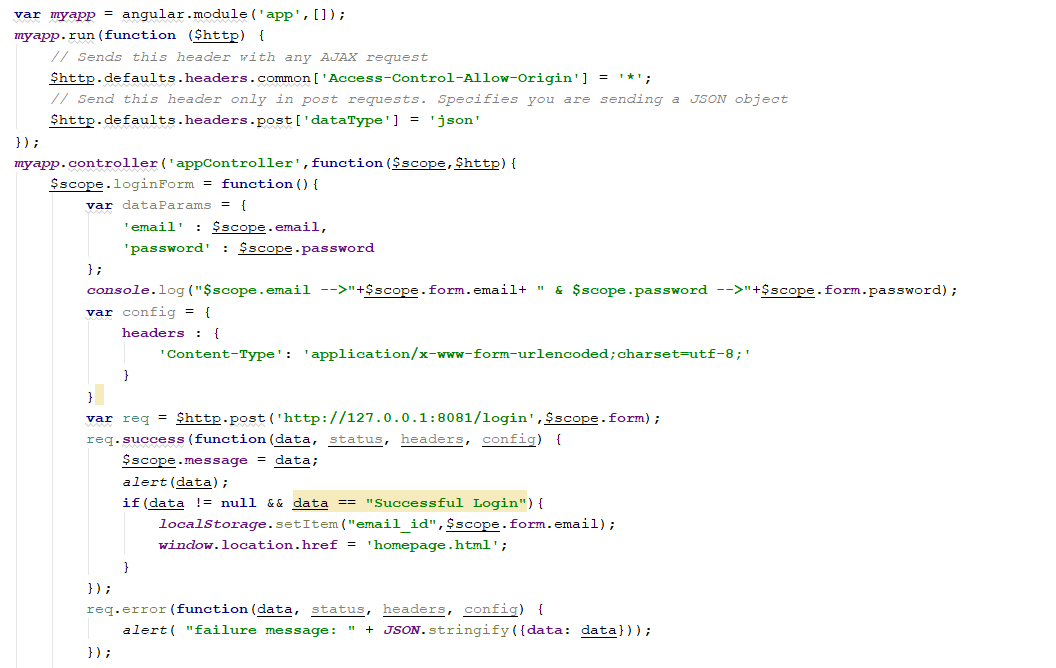 var myapp = angular.module('app',[]);
myapp.run(function ($http) {
// Sends this header with any AJAX request
$http.defaults.headers.common['Access-Control-Allow-Origin'] = '*';
// Send this header only in post requests. Specifies you are sending a JSON object
$http.defaults.headers.post['dataType'] = 'json'
});
myapp.controller('appController',function($scope,$http){
$scope.loginForm = function(){
var dataParams = {
'email' : $scope.email,
'password' : $scope.password
};
console.log("$scope.email -->"+$scope.form.email+ " & $scope.password -->"+$scope.form.password);
var config = {
headers : {
'Content-Type': 'application/x-www-form-urlencoded;charset=utf-8;'
}
}
var req = $http.post('http://127.0.0.1:8081/login',$scope.form);
req.success(function(data, status, headers, config) {
$scope.message = data;
alert(data);
if(data != null && data == "Successful Login"){
localStorage.setItem("email_id",$scope.form.email);
window.location.href = 'homepage.html';
}
});
req.error(function(data, status, headers, config) {
alert( "failure message: " + JSON.stringify({data: data}));
});